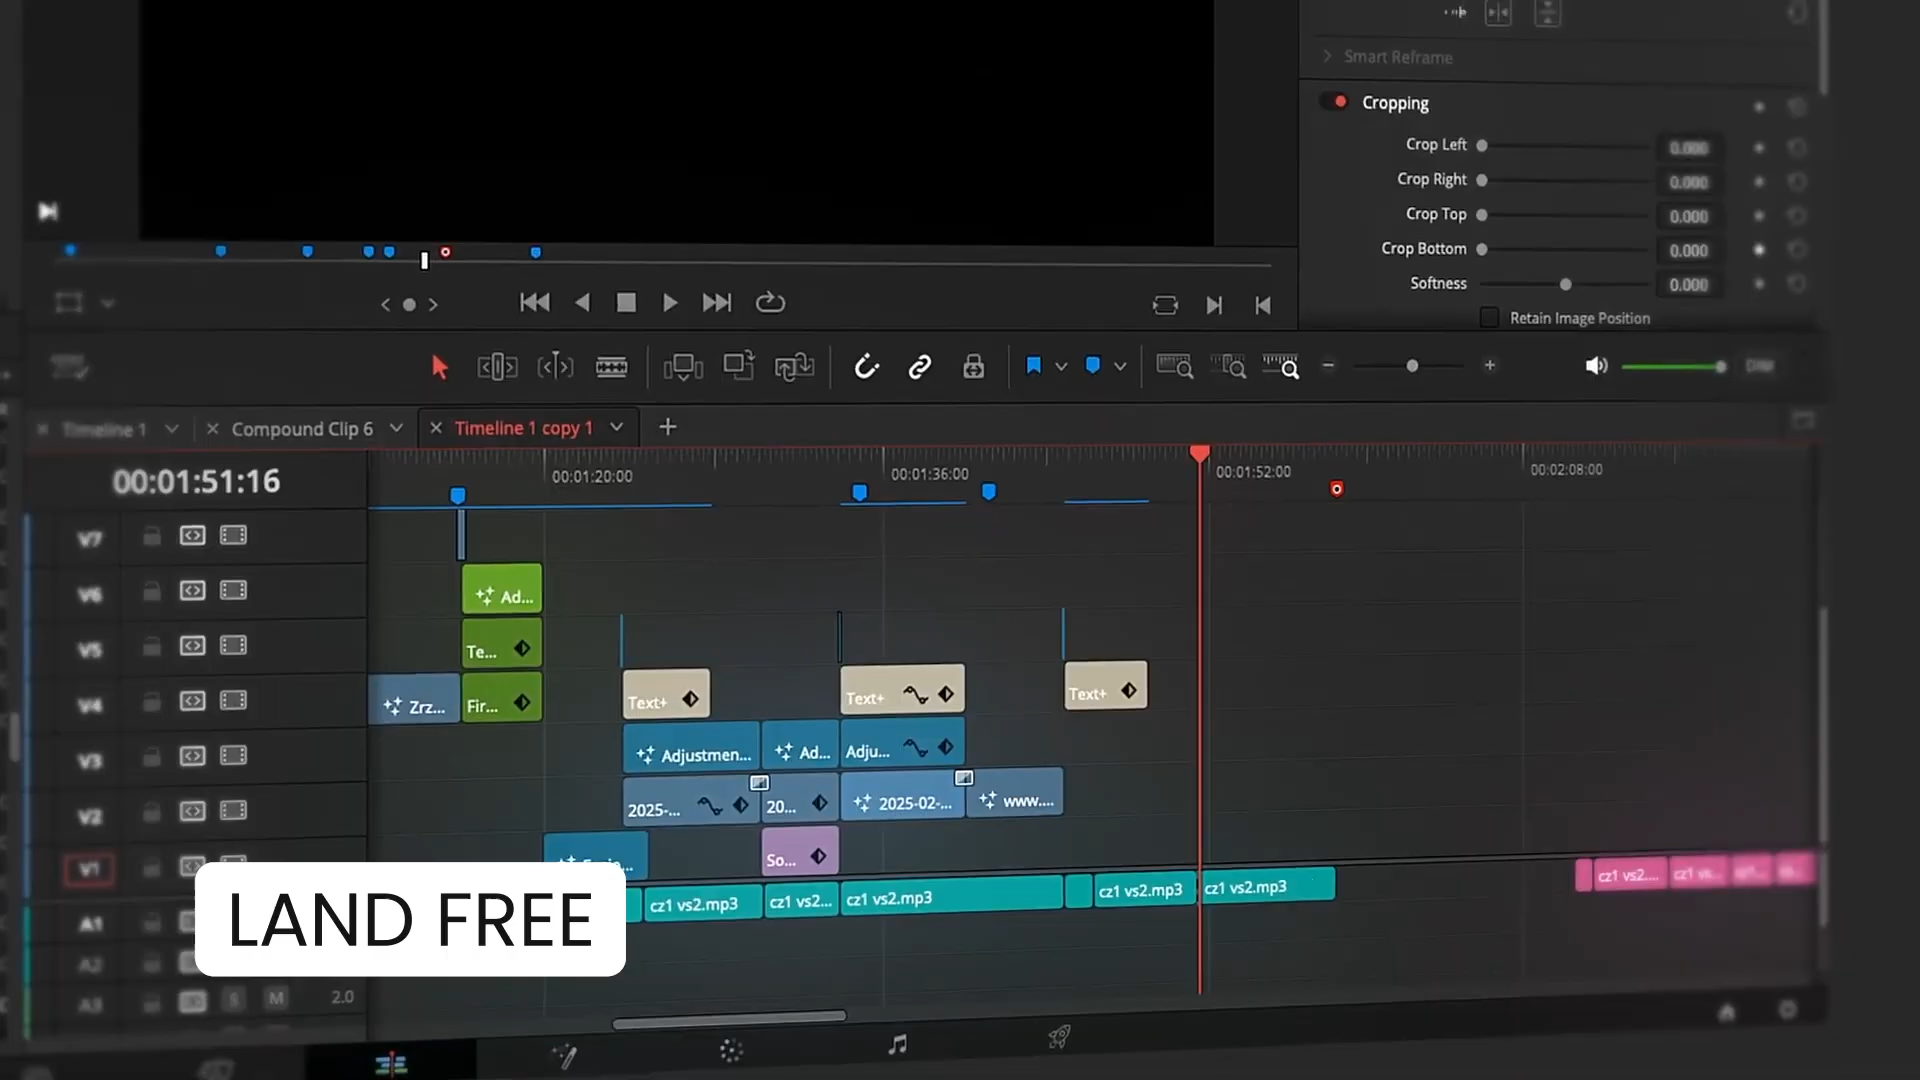 Smart Reframe
Cropping
Crop Left 0.000
Crop Right 0.000
Crop Top 0.000
Crop Bottom 0.000
Softness 0.000
Retain Image Position
DIM
Timeline 1
Compound Clip 6
Timeline 1 copy 1
00:01:51:16
00:01:20:00
00:01:36:00
00:01:52:00
00:02:08:00
V7
V6
Ad...
V5
Te...
V4
Zrz...
Fir...
Text+
Text+
Text+
V3
Adjustmen...
Ad...
Adju...
V2
2025-...
20...
2025-02-...
www....
V1
So...
cz1 vs2....
cz1 vs...
A1
cz1 vs2.mp3
cz1 vs2...
cz1 vs2.mp3
cz1 vs2.mp3
cz1 vs2.mp3
LAND FREE
A2
A3
S
M
2.0